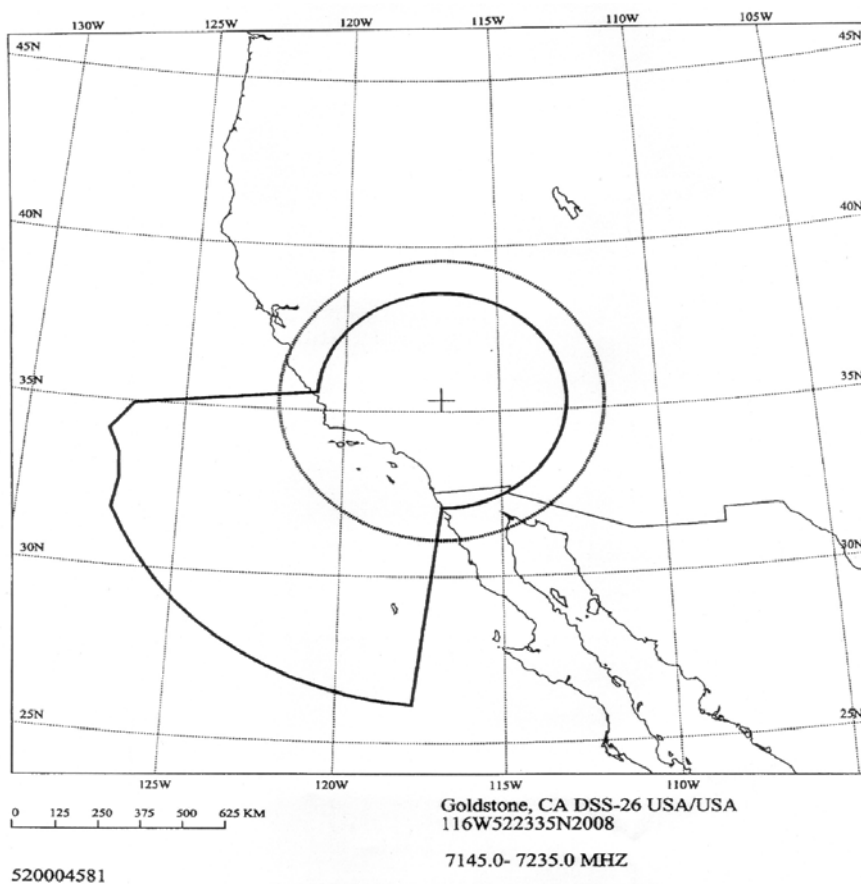 130W 125W 120W 115W 110W 105W
45N 45N
40N 40N
35N 35N
30N 30N
25N 25N
125W 120W 115W 110W
0 125 250 375 500 625 KM
Goldstone, CA DSS-26 USA/USA
116W522335N2008
7145.0- 7235.0 MHZ
520004581